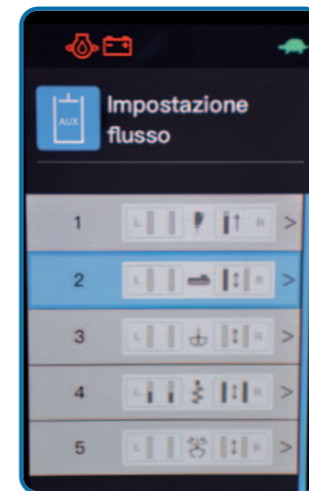 AUX
Impostazione
flusso
1 L R >
2 L R >
3 L R >
4 L R >
5 L R >